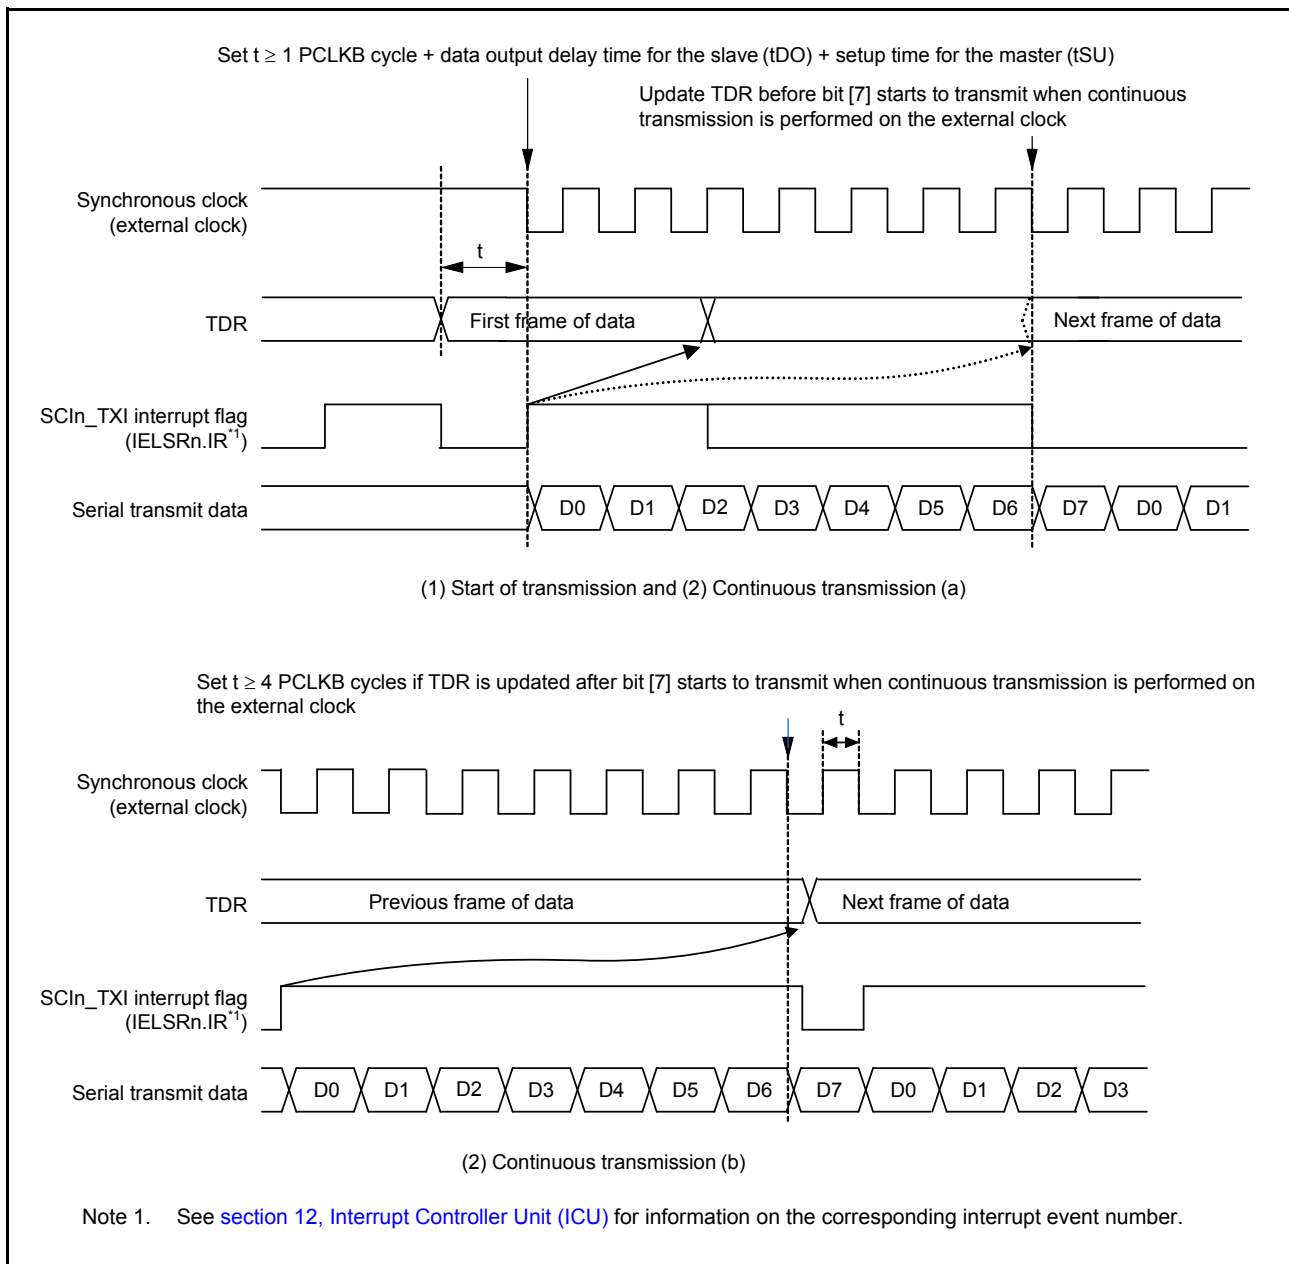 Set t ≥ 1 PCLKB cycle + data output delay time for the slave (tDO) + setup time for the master (tSU)
Update TDR before bit [7] starts to transmit when continuous
transmission is performed on the external clock
Synchronous clock
(external clock)
t
TDR
First frame of data
Next frame of data
SCIn_TXI interrupt flag
(IELSRn.IR*1)
Serial transmit data
D0 D1 D2 D3 D4 D5 D6 D7 D0 D1
(1) Start of transmission and (2) Continuous transmission (a)
Set t ≥ 4 PCLKB cycles if TDR is updated after bit [7] starts to transmit when continuous transmission is performed on
the external clock
t
Synchronous clock
(external clock)
TDR
Previous frame of data
Next frame of data
SCIn_TXI interrupt flag
(IELSRn.IR*1)
Serial transmit data
D0 D1 D2 D3 D4 D5 D6 D7 D0 D1 D2 D3
(2) Continuous transmission (b)
Note 1. See section 12, Interrupt Controller Unit (ICU) for information on the corresponding interrupt event number.